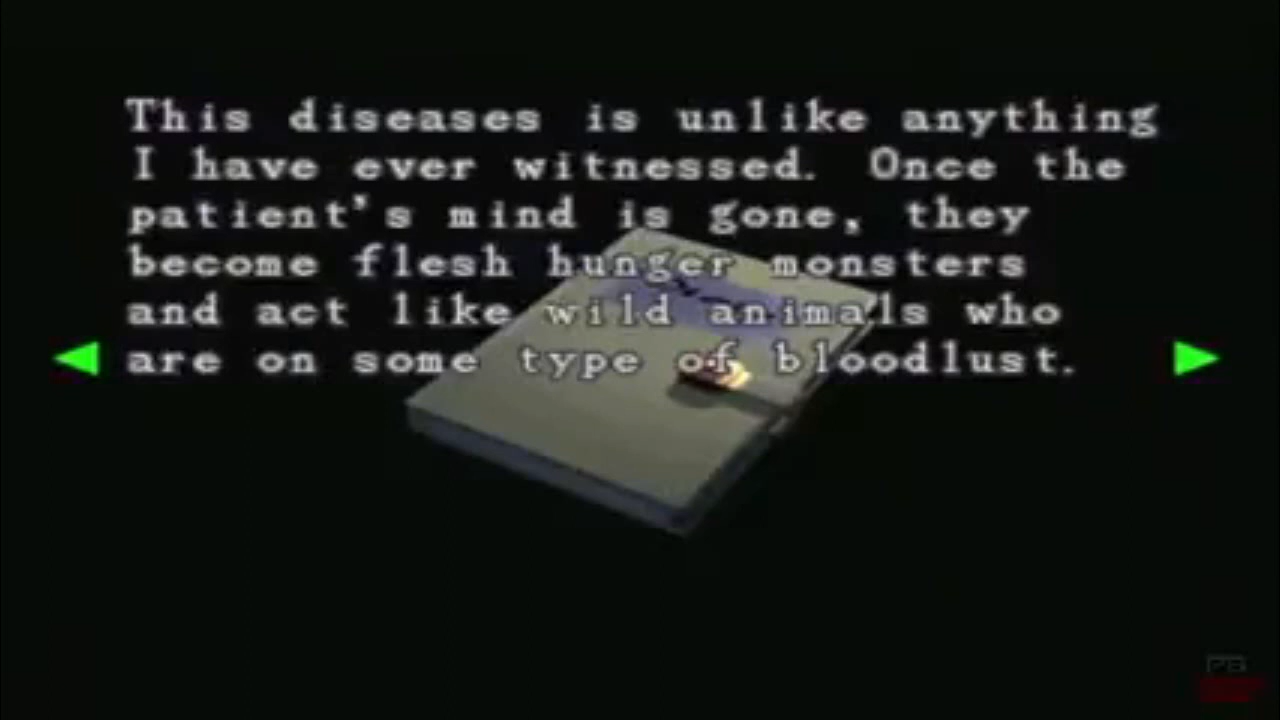 This diseases is unlike anything
I have ever witnessed. Once the
patient's mind is gone, they
become flesh hunger monsters
and act like wild animals who
are on some type of bloodlust.